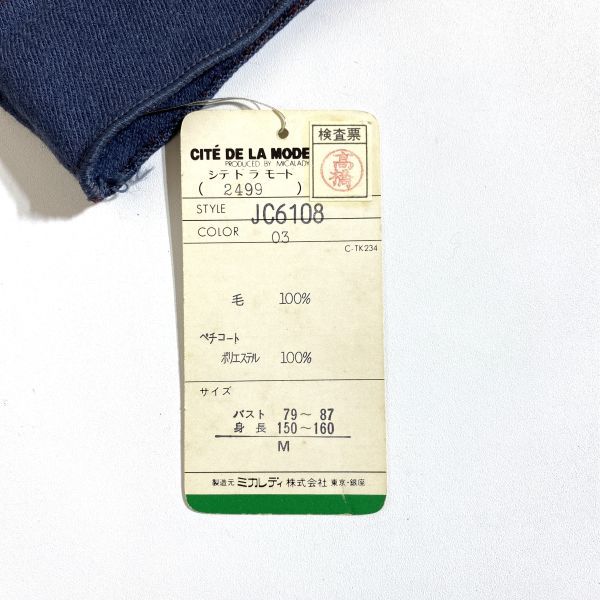 検査票
高橋
CITÉ DE LA MODE
PRODUCED BY MICALADY
シテ ド ラ モード
( 2499 )
STYLE JC6108
COLOR 03
C-TK234
毛 100%
ペチコート
ポリエステル 100%
サイズ
バスト 79〜 87
身長 150〜160
M
製造元 ミカレディ株式会社 東京・銀座